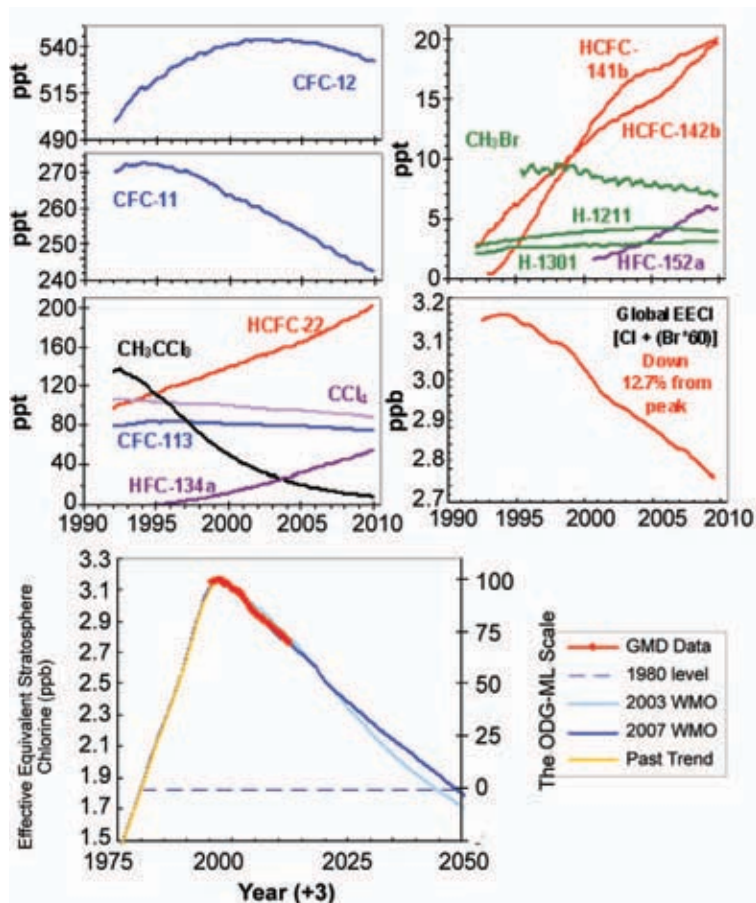 540
515
490
ppt
CFC-12
270
260
250
240
ppt
CFC-11
200
160
120
80
40
0
ppt
HCFC-22
CH₃CCl₃
CCl₄
CFC-113
HFC-134a
1990 1995 2000 2005 2010
20
15
10
5
0
ppt
HCFC-
141b
HCFC-142b
CH₃Br
H-1211
H-1301
HFC-152a
3.2
3.1
3.0
2.9
2.8
2.7
ppb
Global EECl
[Cl + (Br*60)]
Down
12.7% from
peak
1990 1995 2000 2005 2010
3.3
3.1
2.9
2.7
2.5
2.3
2.1
1.9
1.7
1.5
Effective Equivalent Stratosphere
Chlorine (ppb)
100
75
50
25
0
-
The ODG-ML Scale
1975 2000 2025 2050
Year (+3)
GMD Data
1980 level
2003 WMO
2007 WMO
Past Trend